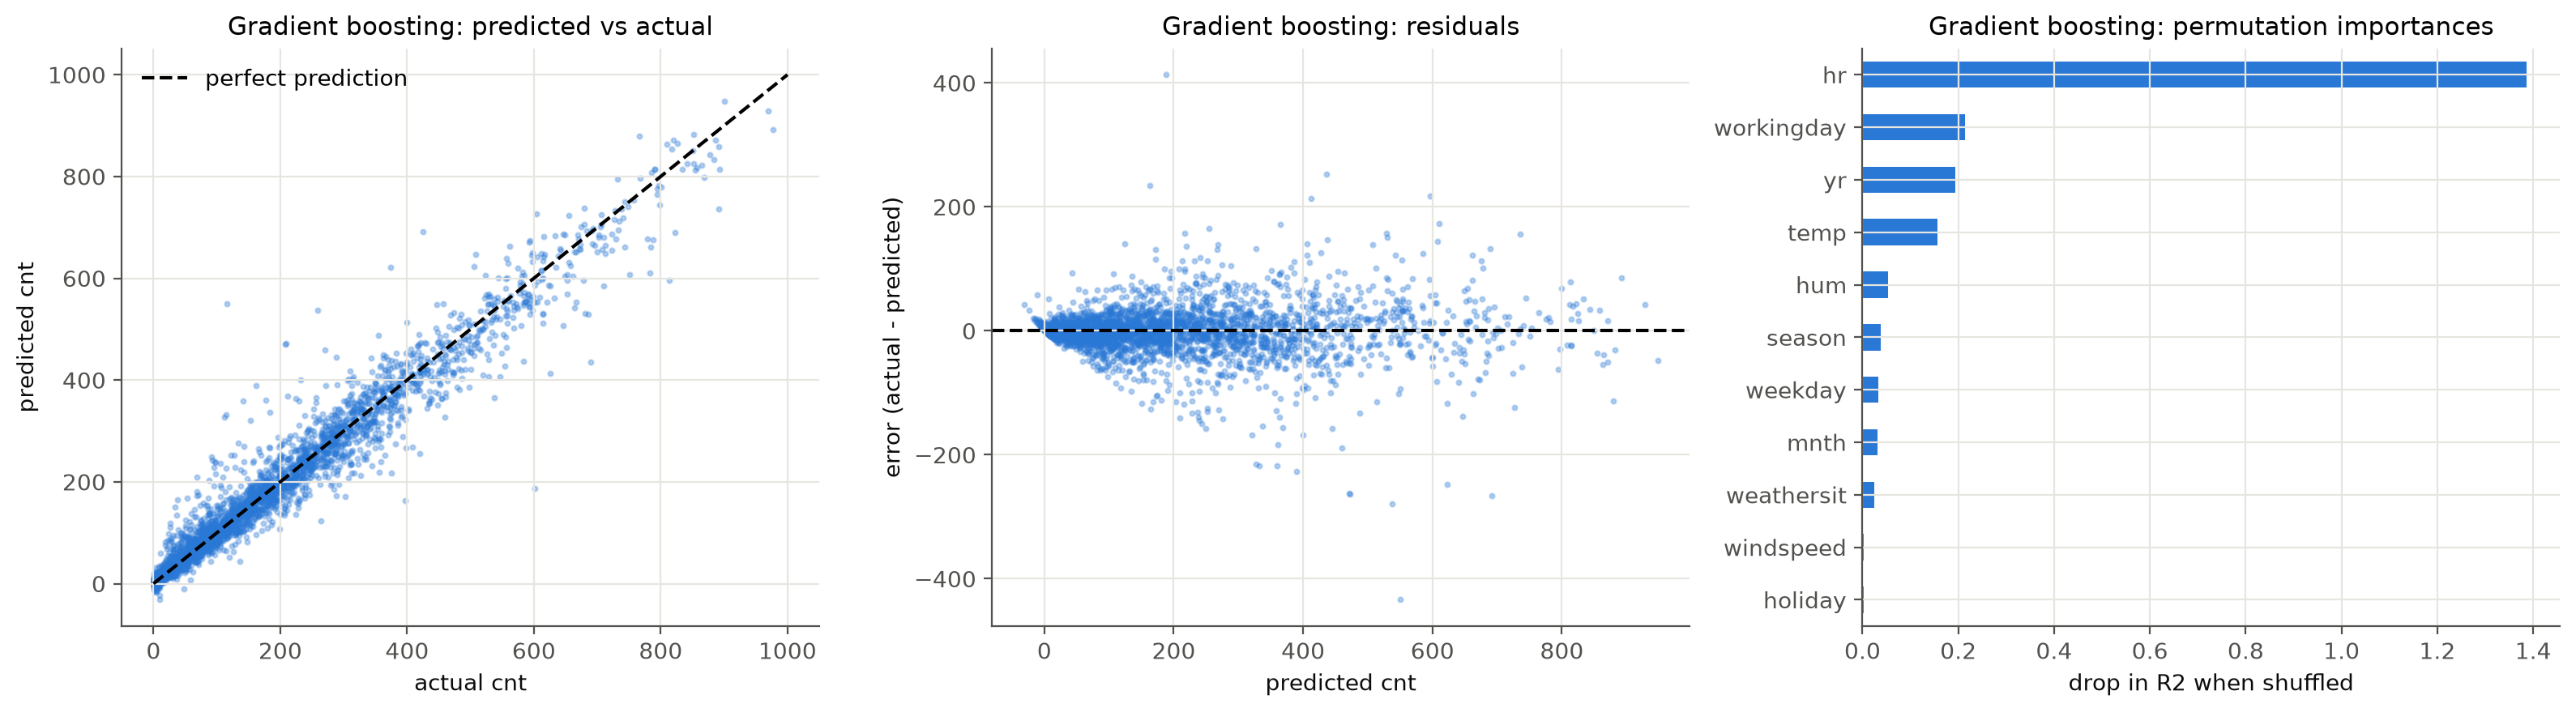 Gradient boosting: predicted vs actual
perfect prediction
1000
800
600
400
200
0
predicted cnt
0 200 400 600 800 1000
actual cnt
Gradient boosting: residuals
400
200
0
−200
−400
error (actual - predicted)
0 200 400 600 800
predicted cnt
Gradient boosting: permutation importances
hr
workingday
yr
temp
hum
season
weekday
mnth
weathersit
windspeed
holiday
0.0 0.2 0.4 0.6 0.8 1.0 1.2 1.4
drop in R2 when shuffled